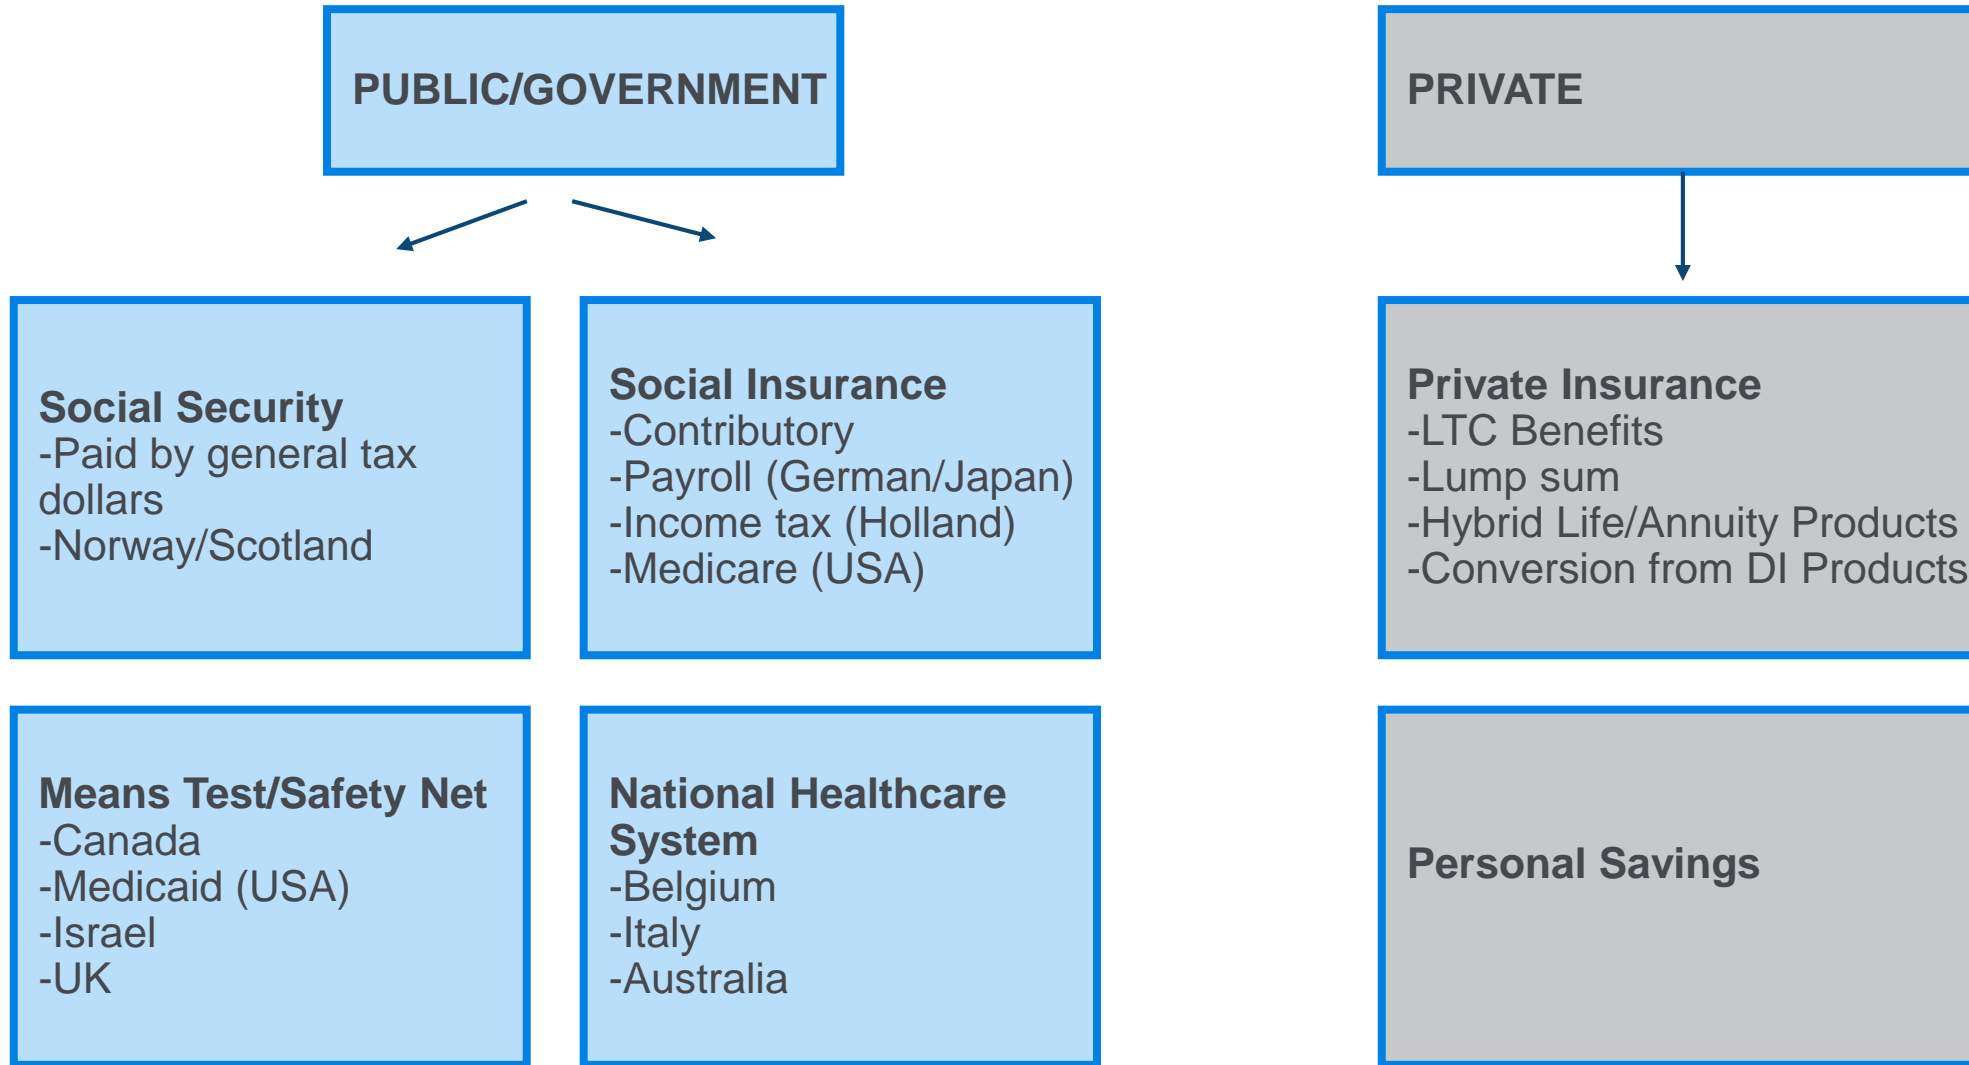 PUBLIC/GOVERNMENT
PRIVATE
Social Security
-Paid by general tax
dollars
-Norway/Scotland
Social Insurance
-Contributory
-Payroll (German/Japan)
-Income tax (Holland)
-Medicare (USA)
Private Insurance
-LTC Benefits
-Lump sum
-Hybrid Life/Annuity Products
-Conversion from DI Products
Means Test/Safety Net
-Canada
-Medicaid (USA)
-Israel
-UK
National Healthcare
System
-Belgium
-Italy
-Australia
Personal Savings